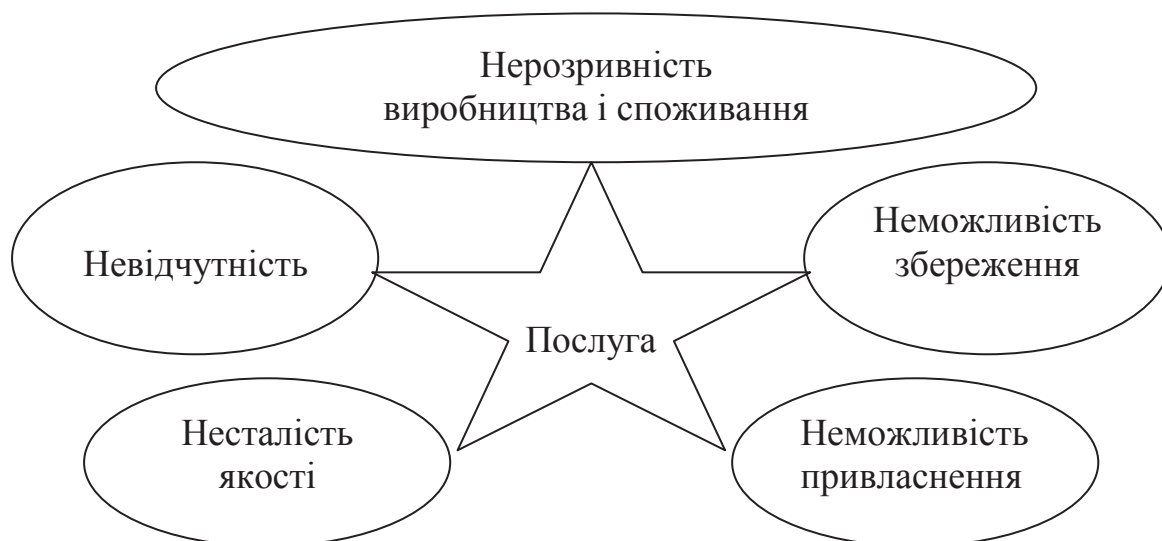 Нерозривність
виробництва і споживання
Невідчутність
Неможливість
збереження
Послуга
Несталість
якості
Неможливість
привласнення